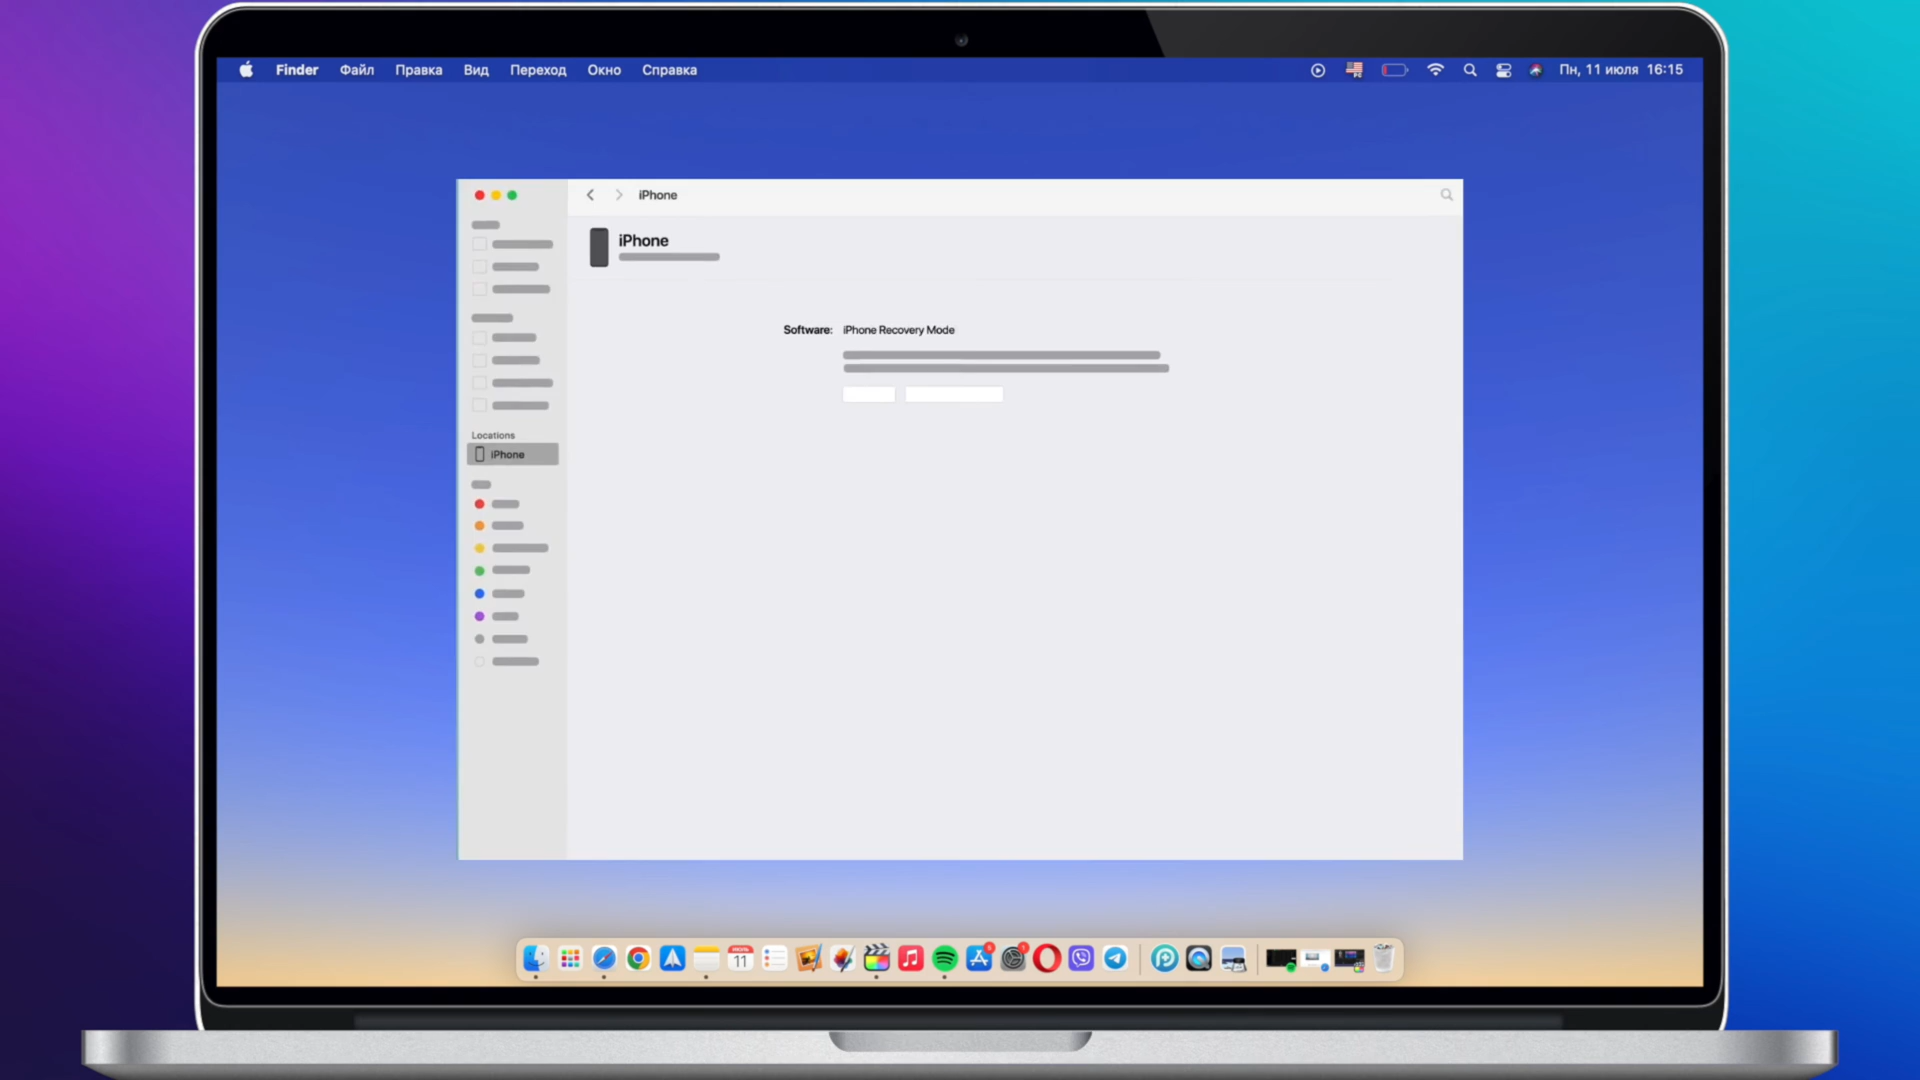 Finder Файл Правка Вид Переход Окно Справка Пн, 11 июля 16:15
iPhone
iPhone
Software: iPhone Recovery Mode
Locations
iPhone
11